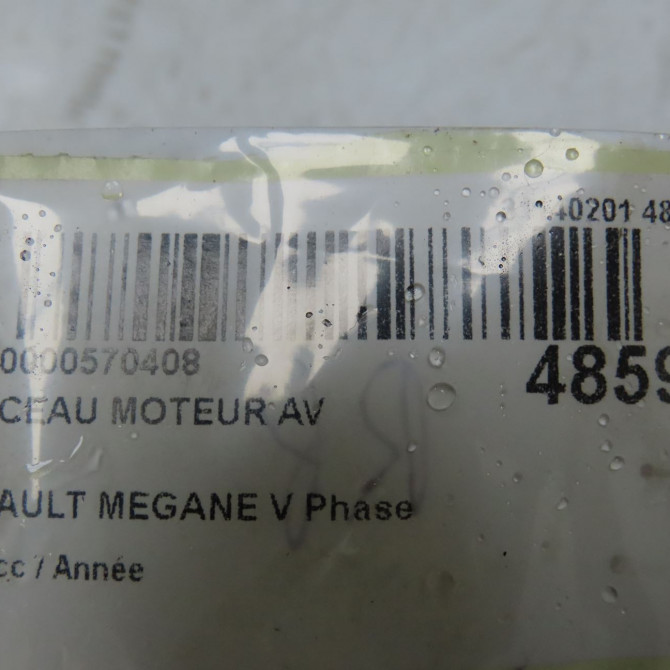 40201 48
0000570408
4859
CEAU MOTEUR AV
AULT MEGANE V Phase
cc / Année